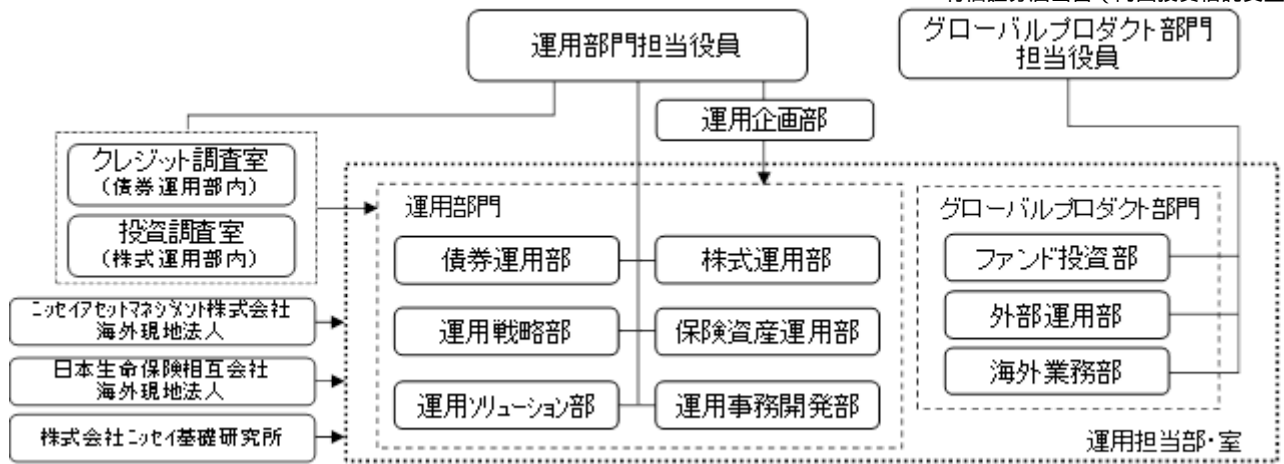 運用部門担当役員
グローバルプロダクト部門
担当役員
運用企画部
クレジット調査室
（債券運用部内）
投資調査室
（株式運用部内）
運用部門
債券運用部
株式運用部
運用戦略部
保険資産運用部
運用ソリューション部
運用事務開発部
グローバルプロダクト部門
ファンド投資部
外部運用部
海外業務部
ニッセイアセットマネジメント株式会社
海外現地法人
日本生命保険相互会社
海外現地法人
株式会社ニッセイ基礎研究所
運用担当部・室